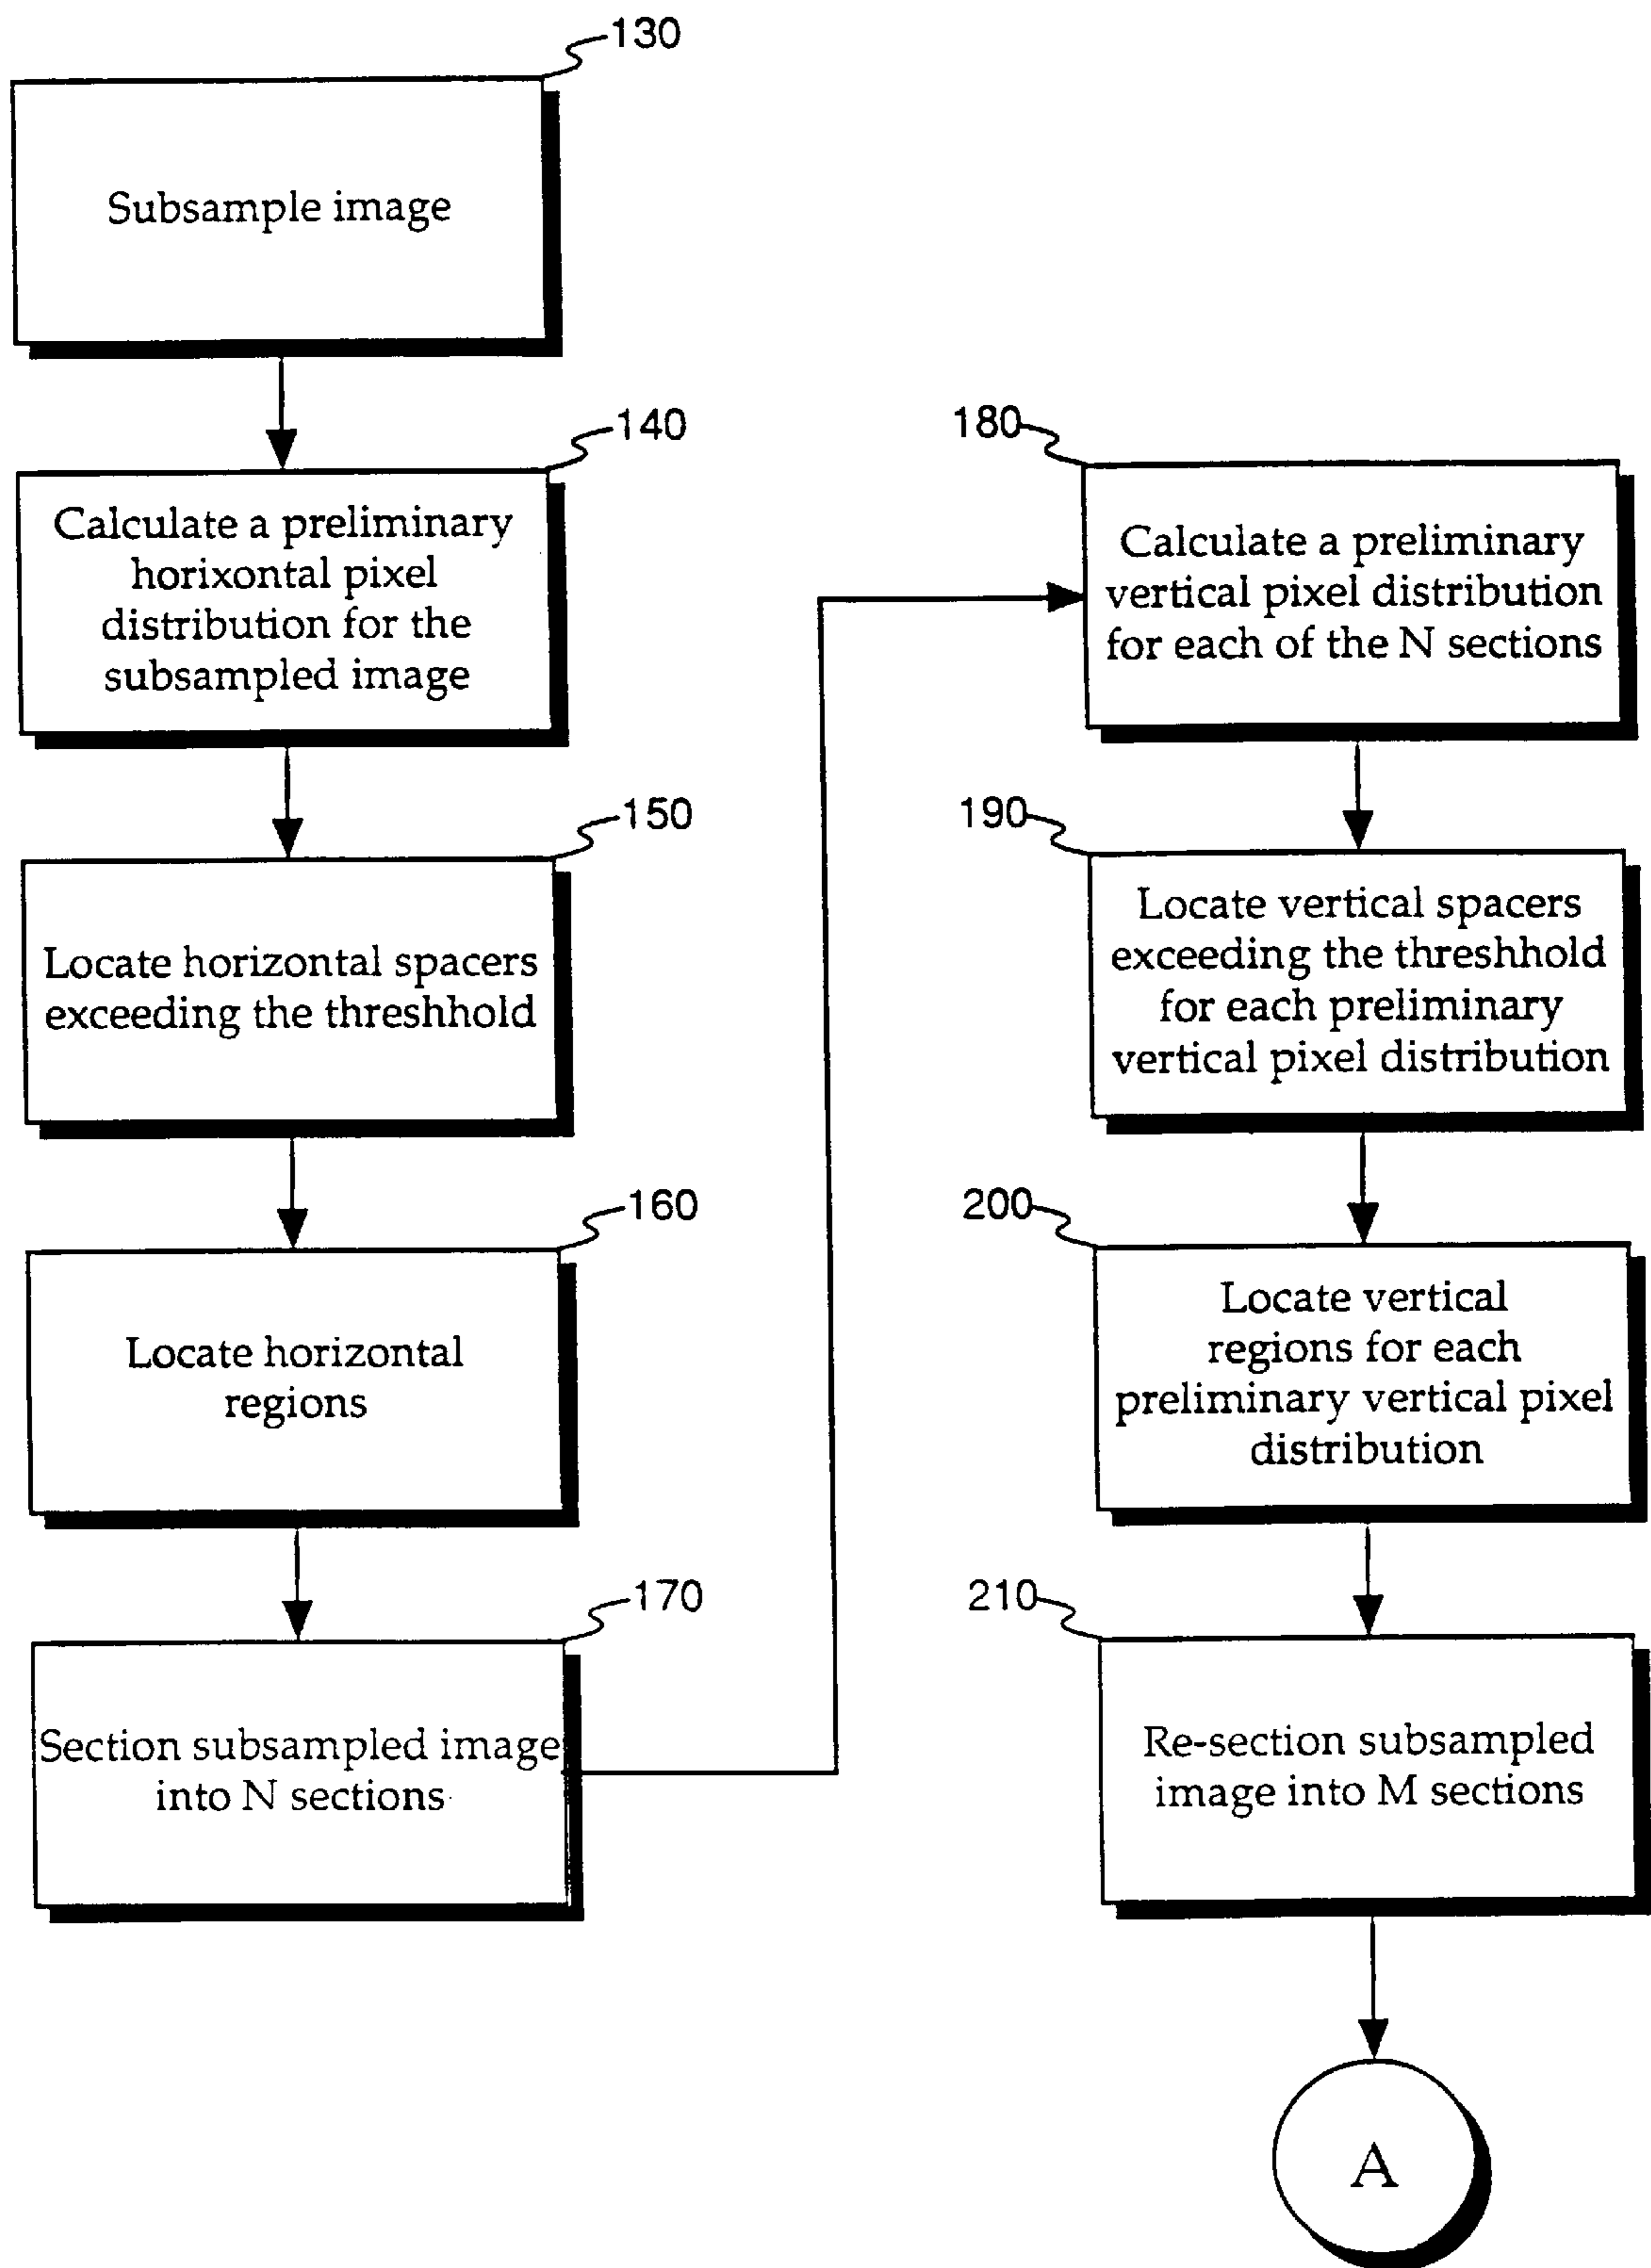 130
Subsample image
140
Calculate a preliminary
horixontal pixel
distribution for the
subsampled image
150
Locate horizontal spacers
exceeding the threshhold
160
Locate horizontal
regions
170
Section subsampled image
into N sections
180
Calculate a preliminary
vertical pixel distribution
for each of the N sections
190
Locate vertical spacers
exceeding the threshhold
for each preliminary
vertical pixel distribution
200
Locate vertical
regions for each
preliminary vertical pixel
distribution
210
Re-section subsampled
image into M sections
A